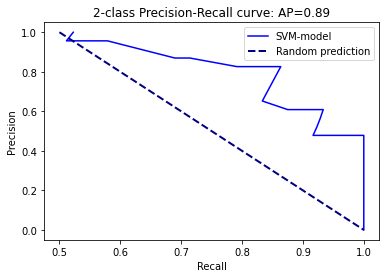 2-class Precision-Recall curve: AP=0.89
SVM-model
Random prediction
Precision
1.0
0.8
0.6
0.4
0.2
0.0
0.5 0.6 0.7 0.8 0.9 1.0
Recall